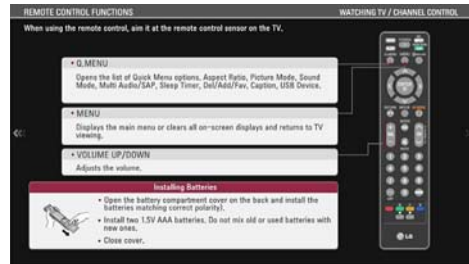 REMOTE CONTROL FUNCTIONS
WATCHING TV / CHANNEL CONTROL
When using the remote control, aim it at the remote control sensor on the TV.
• Q.MENU
Opens the list of Quick Menu options, Aspect Ratio, Picture Mode, Sound
Mode, Multi Audio/SAP, Sleep Timer, Del/Add/Fav, Caption, USB Device.
• MENU
Displays the main menu or clears all on-screen displays and returns to TV
viewing.
• VOLUME UP/DOWN
Adjusts the volume.
Installing Batteries
• Open the battery compartment cover on the back and install the
batteries matching correct polarity).
• Install two 1.5V AAA batteries. Do not mix old or used batteries with
new ones.
• Close cover.
LG